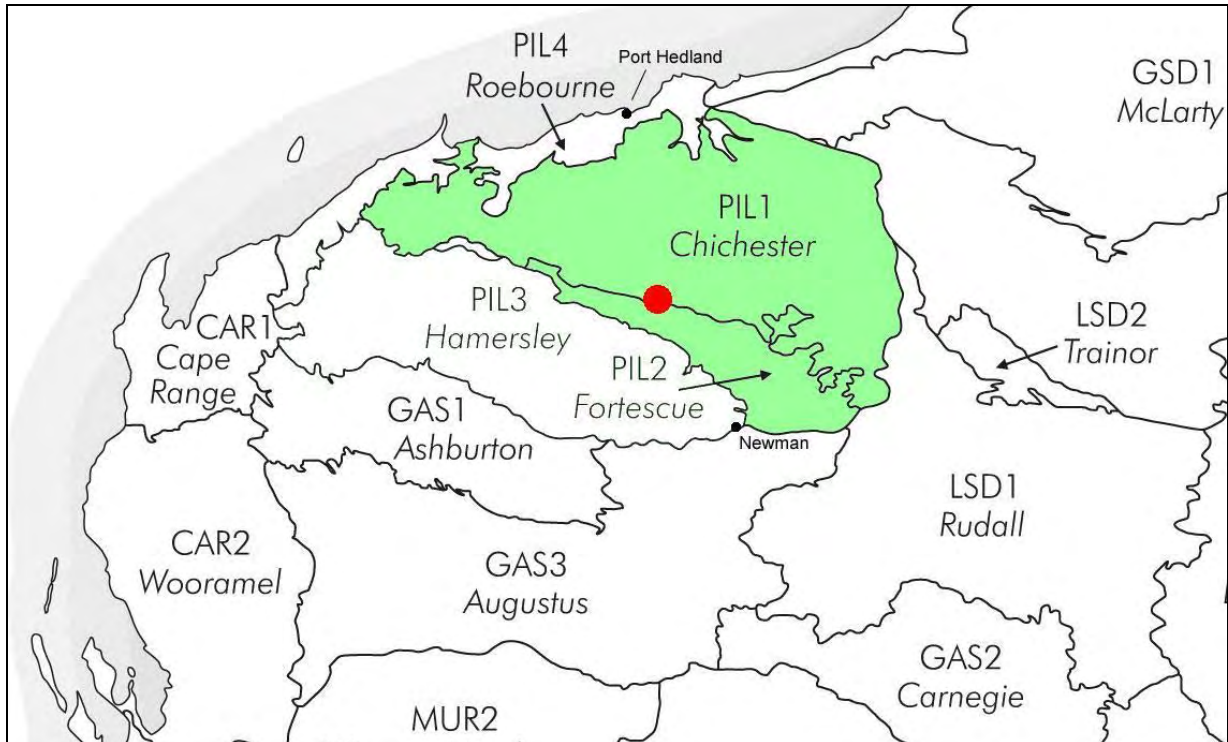 PIL4
Roebourne
Port Hedland
GSD1
McLarty
PIL1
Chichester
CAR1
Cape
Range
PIL3
Hamersley
LSD2
Trainor
PIL2
Fortescue
GAS1
Ashburton
Newman
LSD1
Rudall
CAR2
Wooramel
GAS3
Augustus
GAS2
Carnegie
MUR2